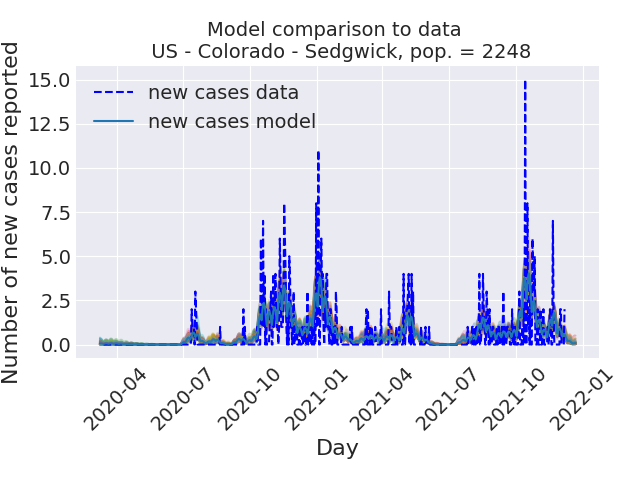 Model comparison to data
US - Colorado - Sedgwick, pop. = 2248
Number of new cases reported
15.0
12.5
10.0
7.5
5.0
2.5
0.0
new cases data
new cases model
2020-04
2020-07
2020-10
2021-01
2021-04
2021-07
2021-10
2022-01
Day